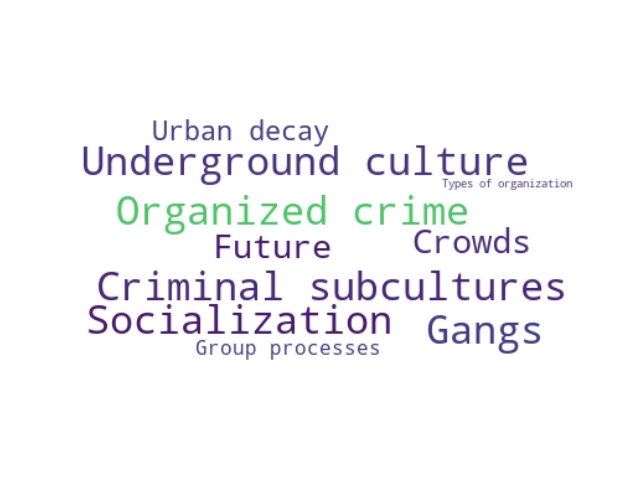 Urban decay
Underground culture
Types of organization
Organized crime
Future
Crowds
Criminal subcultures
Socialization
Gangs
Group processes